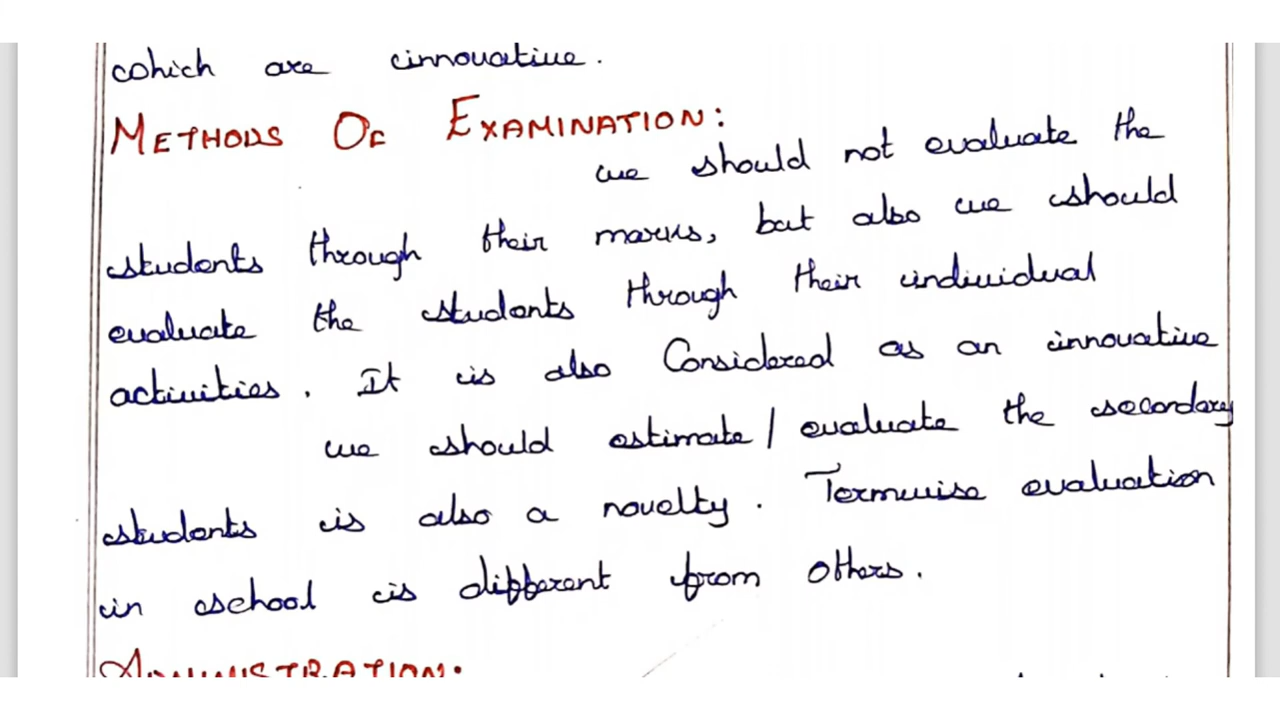 which are innovative.
METHODS OF EXAMINATION:
we should not evaluate the
students through their marks, but also we should
evaluate the students through their individual
activities. It is also Considered as an innovative
we should estimate / evaluate the secondary
students is also a novelty. Termwise evaluation
in school is different from others.
ADMINISTRATION: